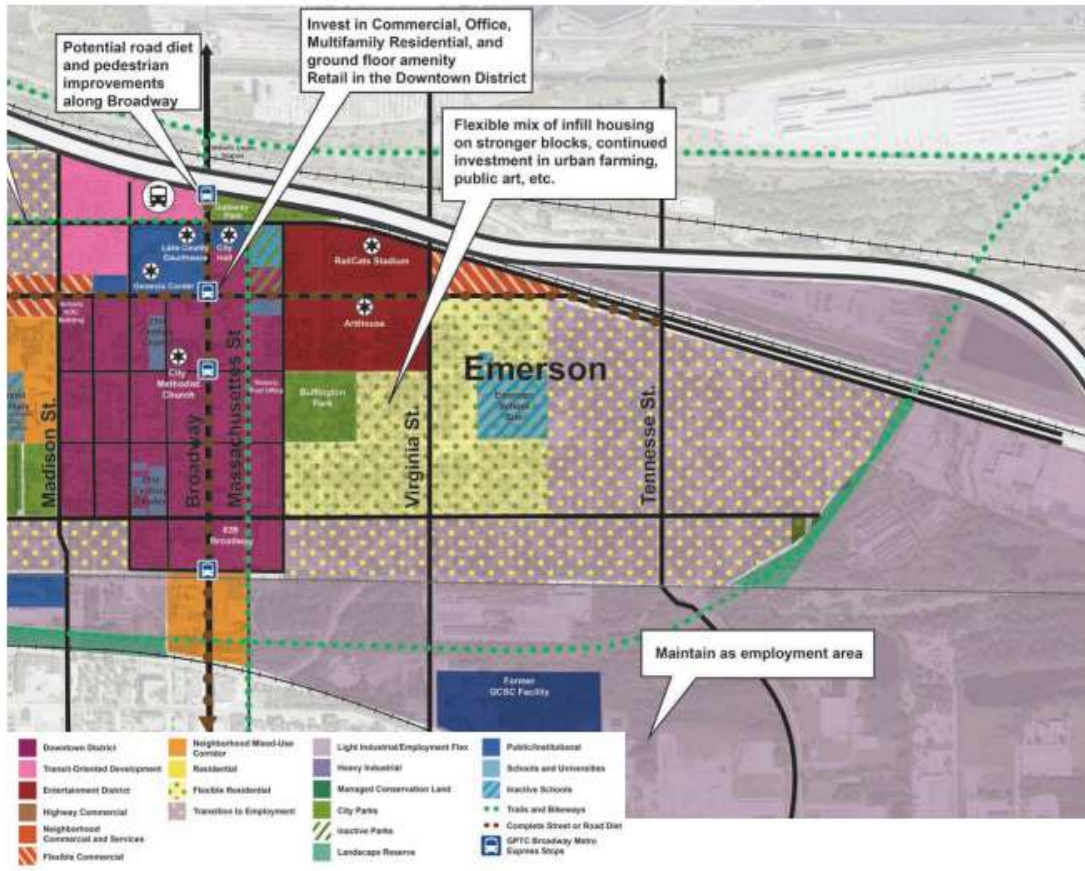 Potential road diet
and pedestrian
improvements
along Broadway
Invest in Commercial, Office,
Multifamily Residential, and
ground floor amenity
Retail in the Downtown District
Flexible mix of infill housing
on stronger blocks, continued
investment in urban farming,
public art, etc.
Gateway
Park
Lake County
Courthouse
City
Hall
Genesis Center
RailCats Stadium
ArtHouse
City
Methodist
Church
Buffington
Park
Emerson
Emerson
School
Site
Madison St.
Broadway
Massachusetts St
Virginia St.
Tennesse St.
839
Broadway
Maintain as employment area
Former
GCSC Facility
Downtown District
Transit-Oriented Development
Entertainment District
Highway Commercial
Neighborhood
Commercial and Services
Flexible Commercial
Neighborhood Mixed-Use
Corridor
Residential
Flexible Residential
Transition to Employment
Light Industrial/Employment Flex
Heavy Industrial
Managed Conservation Land
City Parks
Inactive Parks
Landscape Reserve
Public/Institutional
Schools and Universities
Inactive Schools
Trails and Bikeways
Complete Street or Road Diet
GPTC Broadway Metro
Express Stops